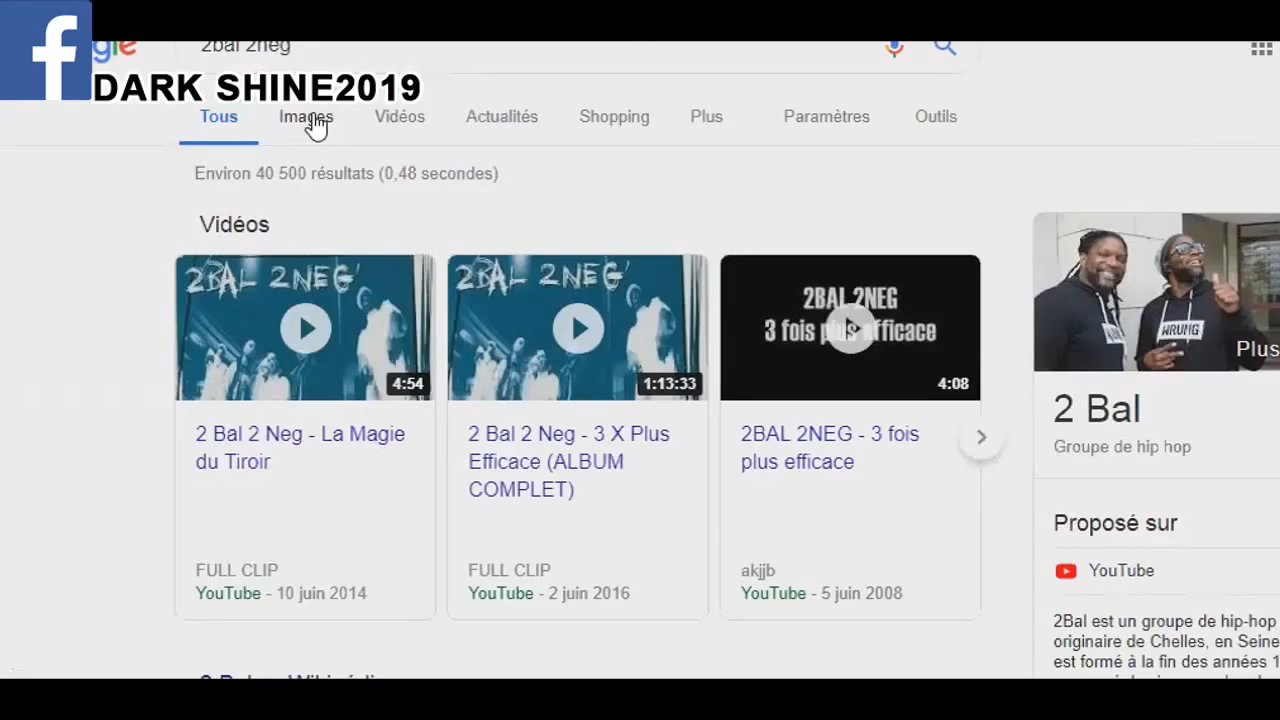 f
gle
2bal 2neg
DARK SHINE2019
Tous Images Vidéos Actualités Shopping Plus Paramètres Outils
Environ 40 500 résultats (0,48 secondes)
Vidéos
2BAL 2NEG'
4:54
2 Bal 2 Neg - La Magie
du Tiroir
FULL CLIP
YouTube - 10 juin 2014
2BAL 2NEG'
1:13:33
2 Bal 2 Neg - 3 X Plus
Efficace (ALBUM
COMPLET)
FULL CLIP
YouTube - 2 juin 2016
2BAL 2NEG
3 fois plus efficace
4:08
2BAL 2NEG - 3 fois
plus efficace
akjjb
YouTube - 5 juin 2008
WRUNG
Plus
2 Bal
Groupe de hip hop
Proposé sur
YouTube
2Bal est un groupe de hip-hop
originaire de Chelles, en Seine
est formé à la fin des années 1